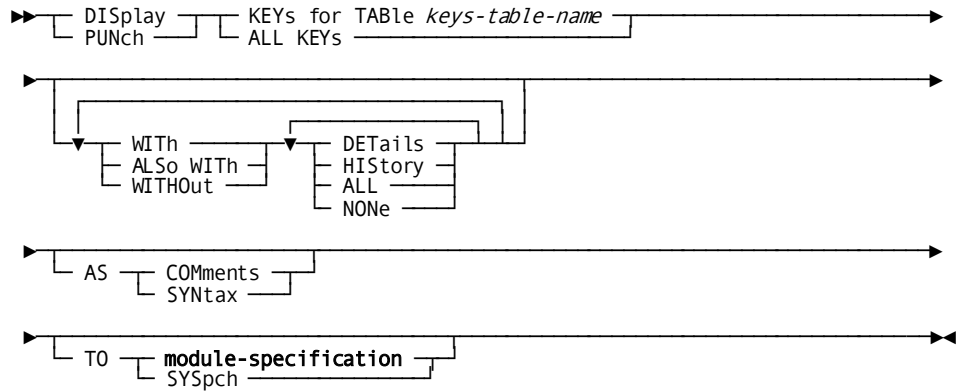 DISplay KEYs for TABle keys-table-name
PUNch ALL KEYs
WITh DETails
ALSo WITh HIStory
WITHOut ALL
NONe
AS COMments
SYNtax
TO module-specification
SYSpch